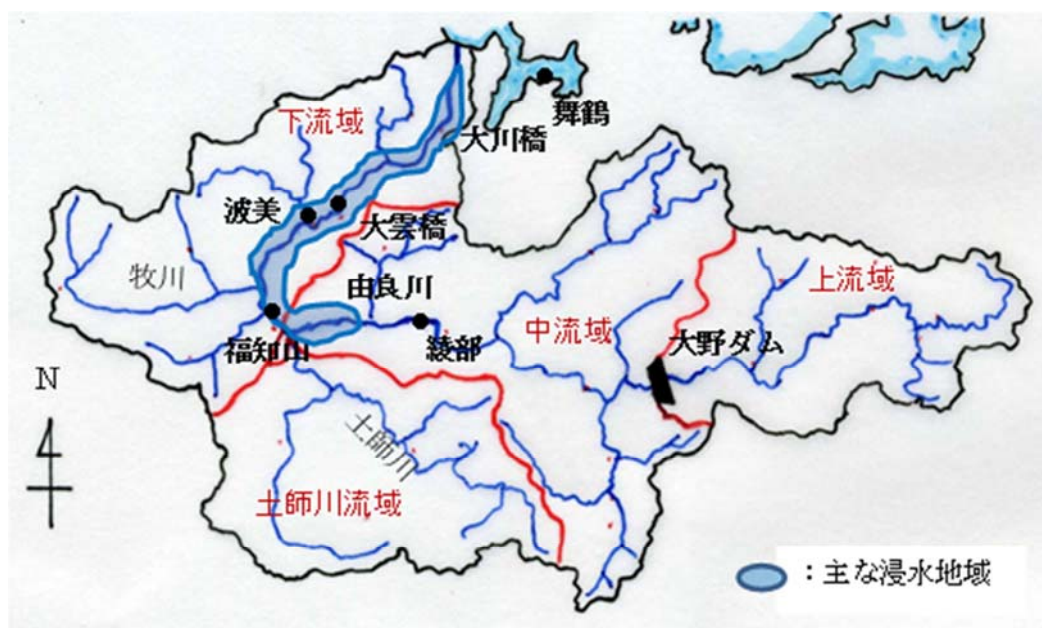 舞鶴
下流域
大川橋
波美
大雲橋
牧川
由良川
上流域
中流域
福知山
綾部
大野ダム
N
土師川
土師川流域
：主な浸水地域